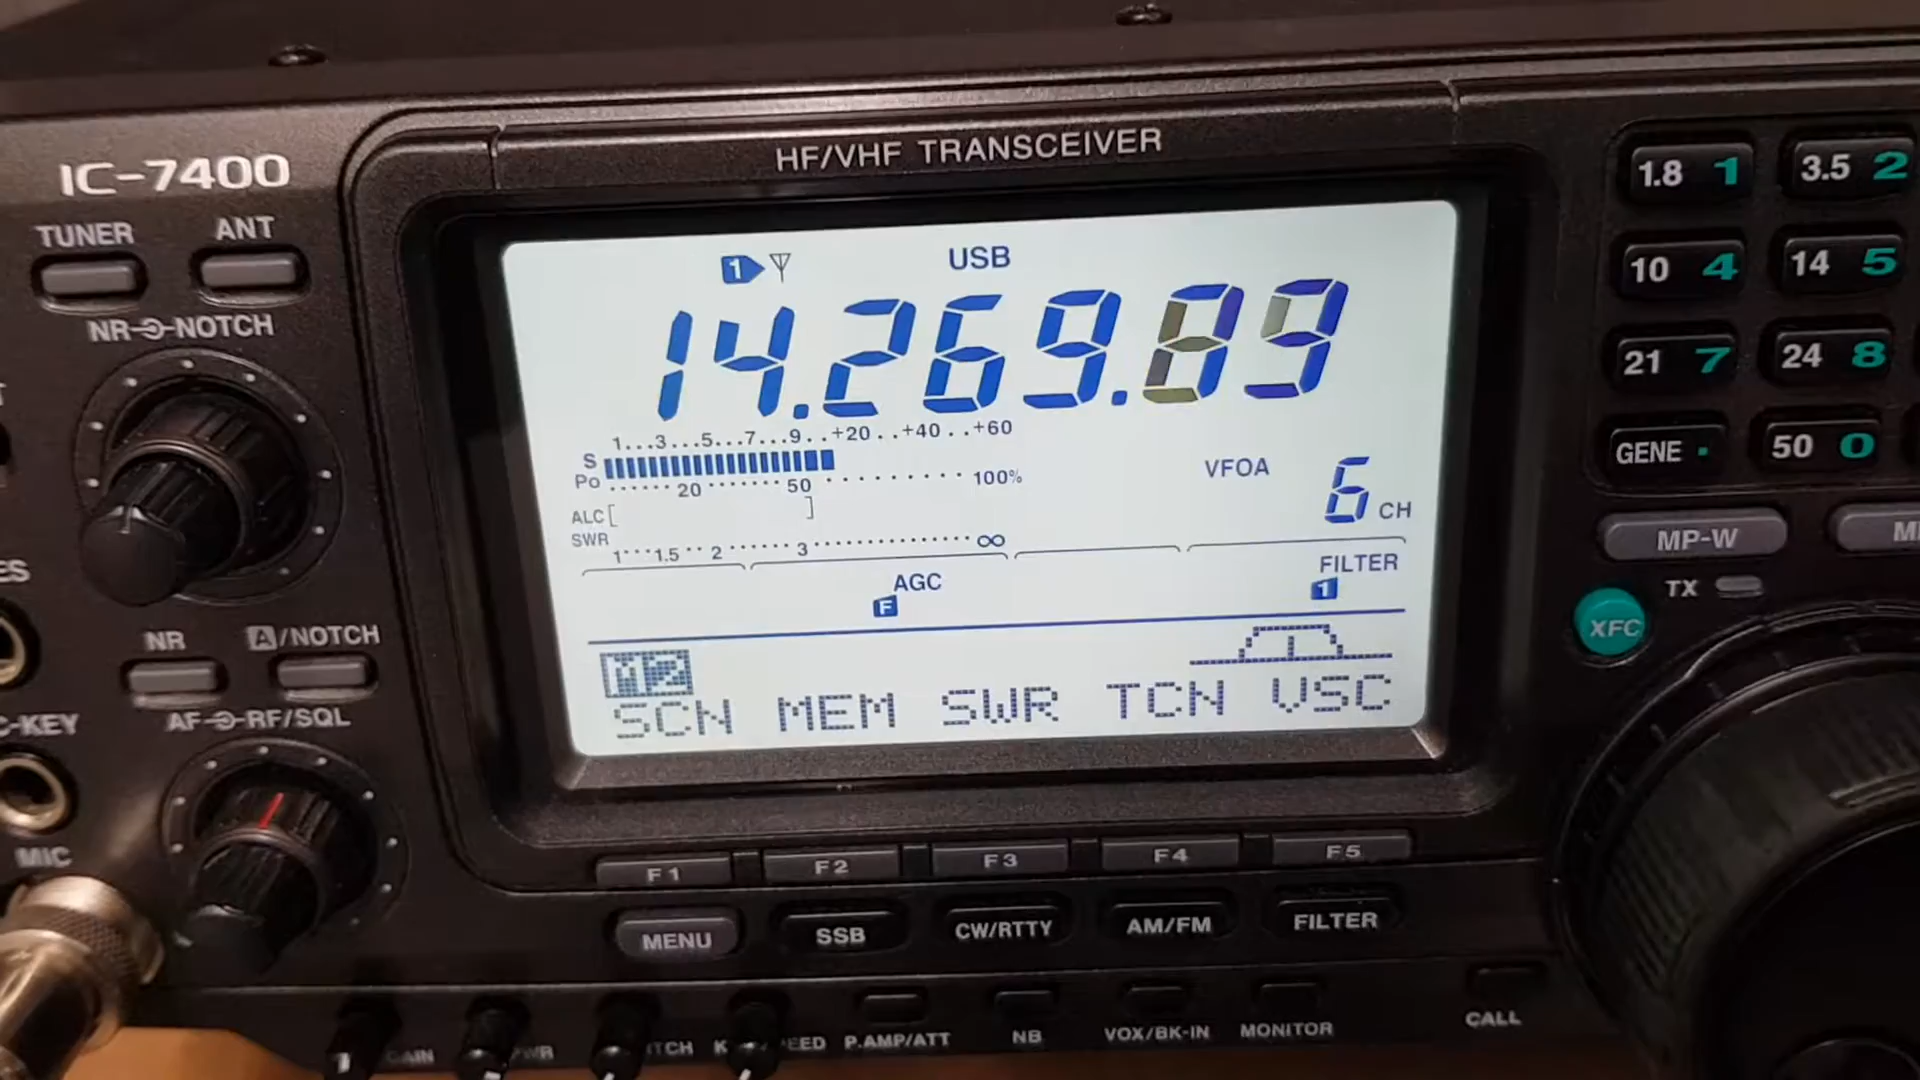 HF/VHF TRANSCEIVER
IC-7400
TUNER ANT
NR NOTCH
1 USB
14.269.89
S 1...3...5...7...9..+20..+40..+60
Po 20 50 100%
ALC
SWR 1 1.5 2 3 ∞
VFOA 6 CH
AGC
F
FILTER
1
M2
SCN MEM SWR TCN VSC
NR A/NOTCH
AF RF/SQL
C-KEY
MIC
ES
1.8 1 3.5 2
10 4 14 5
21 7 24 8
GENE · 50 0
MP-W
TX
XFC
F1 F2 F3 F4 F5
MENU SSB CW/RTTY AM/FM FILTER
P.AMP/ATT NB VOX/BK-IN MONITOR CALL